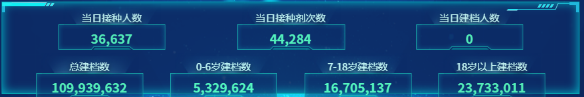 当日接种人数 当日接种剂次数 当日建档人数
36,637 44,284 0
总建档数 0-6岁建档数 7-18岁建档数 18岁以上建档数
109,939,632 5,329,624 16,705,137 23,733,011